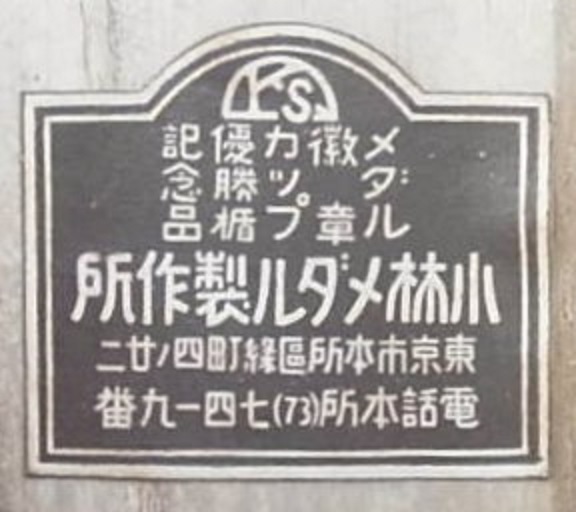 KS
メダル
徽章
カップ
優勝楯
記念品
小林メダル製作所
東京市本所區緑町四ノ廿二
電話本所(73)七四一九番